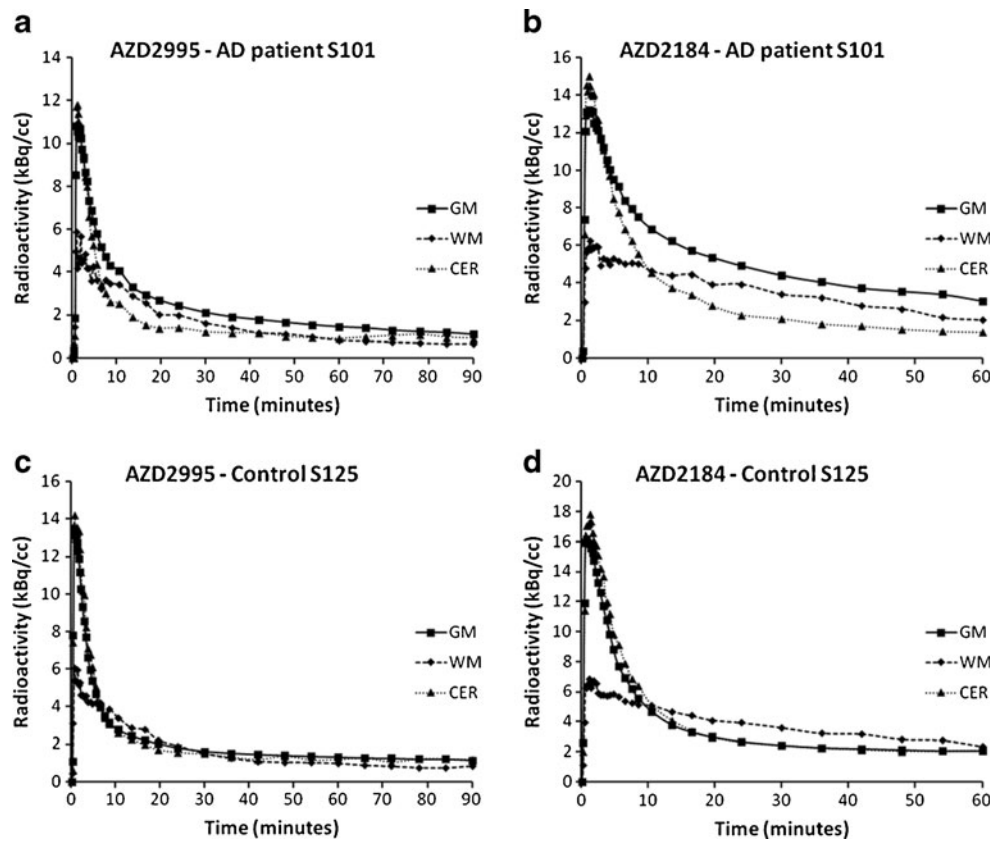 a
AZD2995 - AD patient S101
14
12
10
8
6
4
2
0
Radioactivity (kBq/cc)
GM
WM
CER
0 10 20 30 40 50 60 70 80 90
Time (minutes)
b
AZD2184 - AD patient S101
16
14
12
10
8
6
4
2
0
Radioactivity (kBq/cc)
GM
WM
CER
0 10 20 30 40 50 60
Time (minutes)
c
AZD2995 - Control S125
16
14
12
10
8
6
4
2
0
Radioactivity (kBq/cc)
GM
WM
CER
0 10 20 30 40 50 60 70 80 90
Time (minutes)
d
AZD2184 - Control S125
20
18
16
14
12
10
8
6
4
2
0
Radioactivity (kBq/cc)
GM
WM
CER
0 10 20 30 40 50 60
Time (minutes)